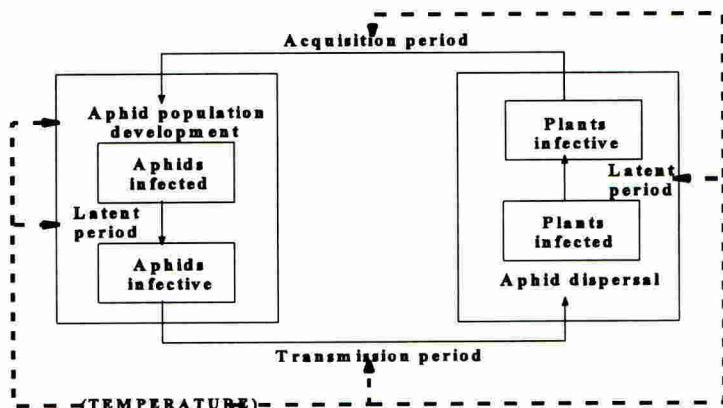 Acquisition period
Aphid population
development
Aphids
infected
Latent
period
Aphids
infective
Plants
infective
Latent
period
Plants
infected
Aphid dispersal
Transmission period
(TEMPERATURE)